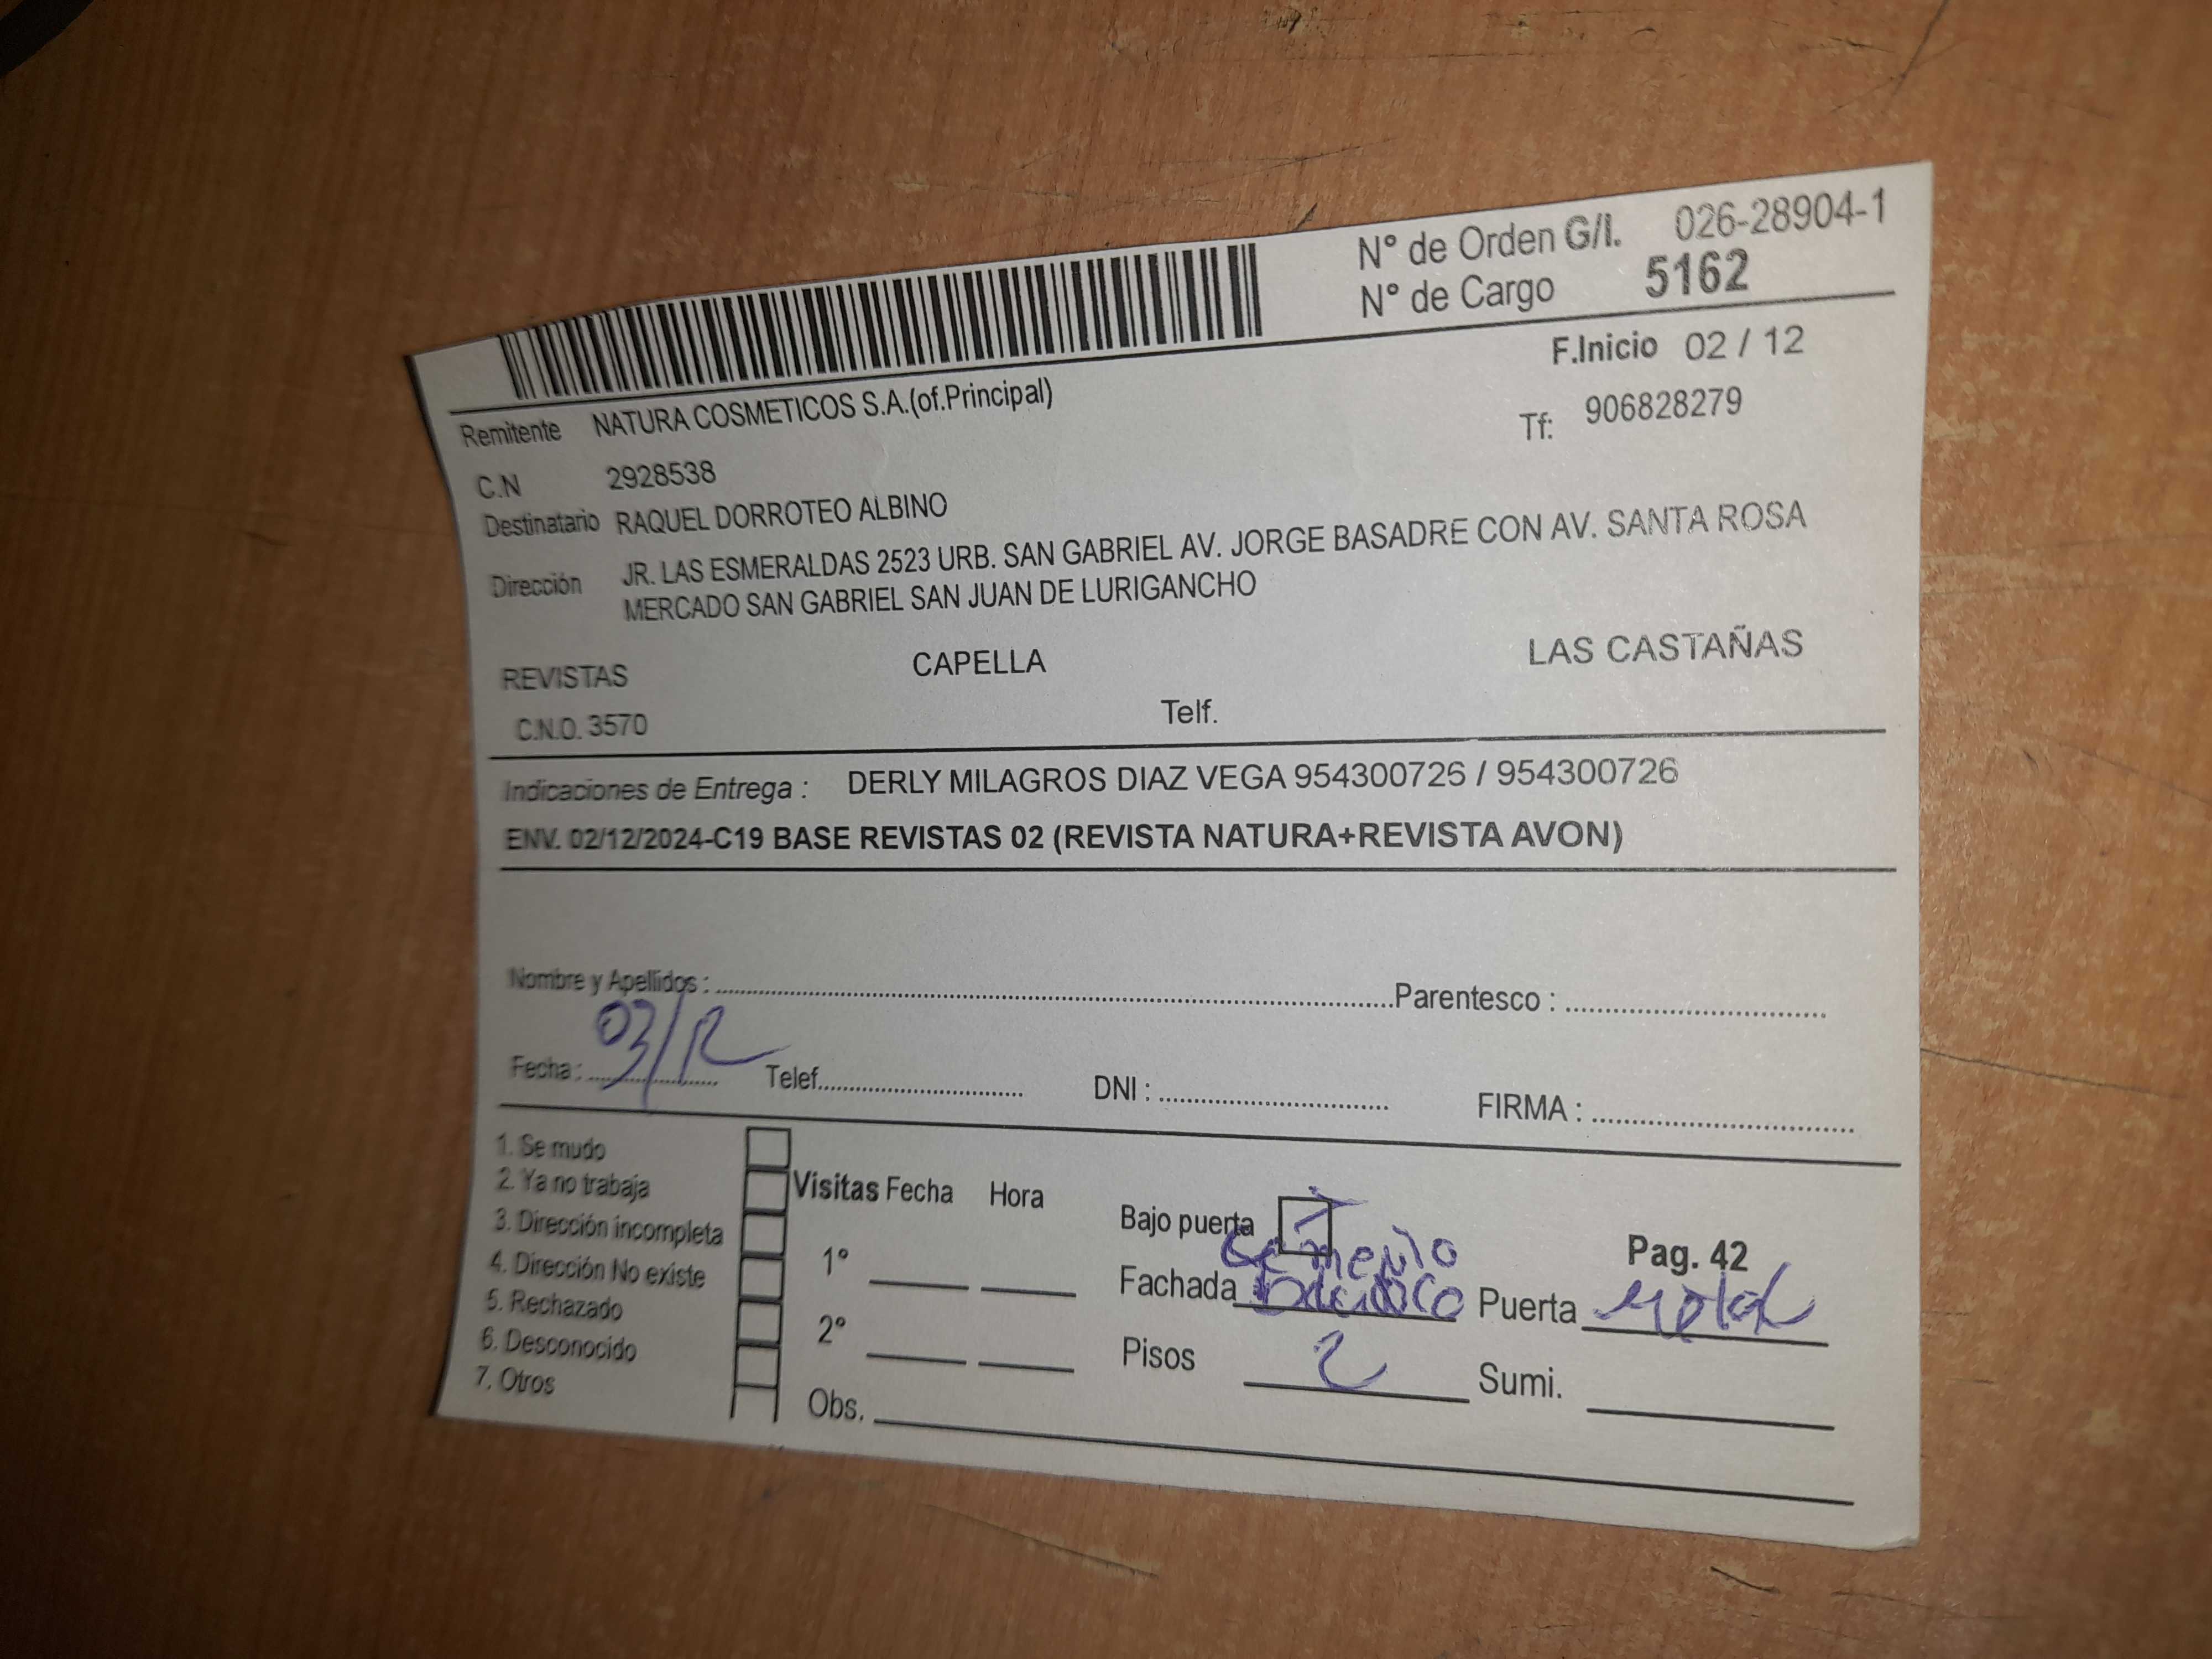 N° de Orden G/I. 026-28904-1
N° de Cargo 5162
F.Inicio 02 / 12
Remitente NATURA COSMETICOS S.A.(of.Principal)
Tf: 906828279
C.N 2928538
Destinatario RAQUEL DORROTEO ALBINO
Dirección JR. LAS ESMERALDAS 2523 URB. SAN GABRIEL AV. JORGE BASADRE CON AV. SANTA ROSA
MERCADO SAN GABRIEL SAN JUAN DE LURIGANCHO
REVISTAS CAPELLA LAS CASTAÑAS
C.N.O. 3570 Telf.
Indicaciones de Entrega : DERLY MILAGROS DIAZ VEGA 954300726 / 954300726
ENV. 02/12/2024-C19 BASE REVISTAS 02 (REVISTA NATURA+REVISTA AVON)
Nombre y Apellidos : Parentesco :
Fecha : 03/12 Telef. DNI : FIRMA :
1. Se mudo
2. Ya no trabaja
3. Dirección incompleta
4. Dirección No existe
5. Rechazado
6. Desconocido
7. Otros
Visitas Fecha Hora
1°
2°
Obs.
Bajo puerta
Pag. 42
cemento
Fachada blanco Puerta metal
Pisos 2 Sumi.